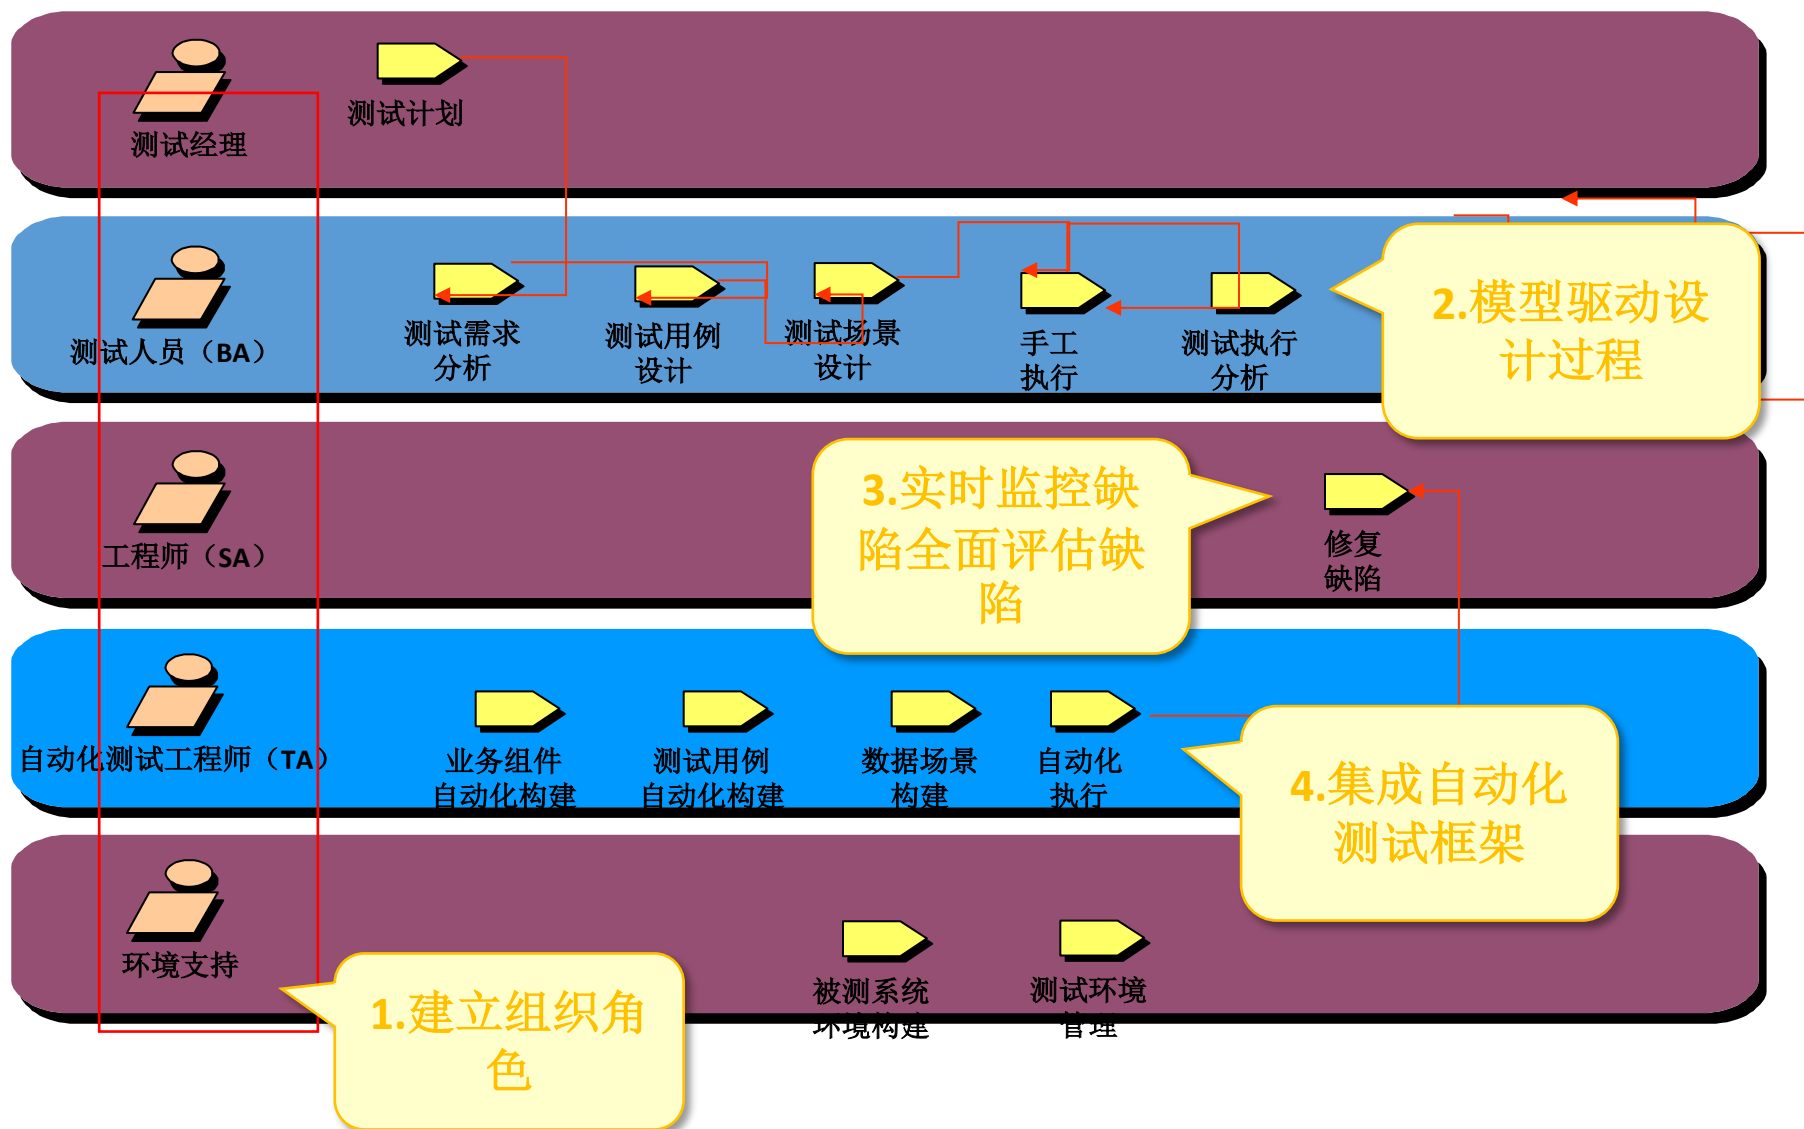 测试计划
测试经理
测试人员（BA）
测试需求
分析
测试用例
设计
测试场景
设计
手工
执行
测试执行
分析
2.模型驱动设
计过程
工程师（SA）
3.实时监控缺
陷全面评估缺
陷
修复
缺陷
自动化测试工程师（TA）
业务组件
自动化构建
测试用例
自动化构建
数据场景
构建
自动化
执行
4.集成自动化
测试框架
环境支持
1.建立组织角
色
被测系统
环境构建
测试环境
管理